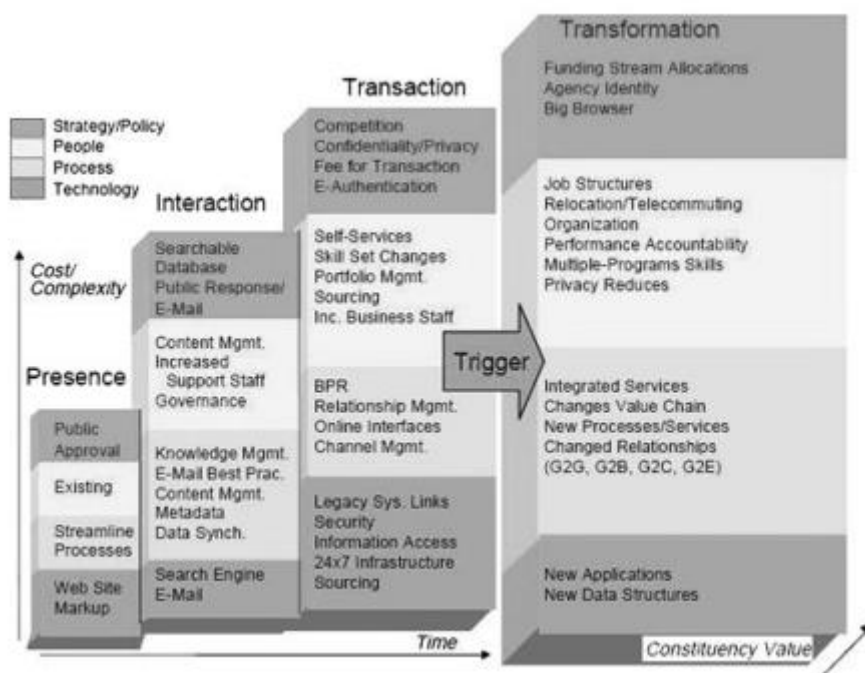 Transformation
Funding Stream Allocations
Agency Identity
Big Browser
Job Structures
Relocation/Telecommuting
Organization
Performance Accountability
Multiple-Programs Skills
Privacy Reduces
Integrated Services
Changes Value Chain
New Processes/Services
Changed Relationships
(G2G, G2B, G2C, G2E)
New Applications
New Data Structures
Transaction
Competition
Confidentiality/Privacy
Fee for Transaction
E-Authentication
Self-Services
Skill Set Changes
Portfolio Mgmt.
Sourcing
Inc. Business Staff
BPR
Relationship Mgmt.
Online Interfaces
Channel Mgmt.
Legacy Sys. Links
Security
Information Access
24x7 Infrastructure
Sourcing
Trigger
Strategy/Policy
People
Process
Technology
Interaction
Searchable
Database
Public Response/
E-Mail
Content Mgmt.
Increased
Support Staff
Governance
Knowledge Mgmt.
E-Mail Best Prac.
Content Mgmt.
Metadata
Data Synch.
Search Engine
E-Mail
Cost/
Complexity
Presence
Public
Approval
Existing
Streamline
Processes
Web Site
Markup
Time
Constituency Value